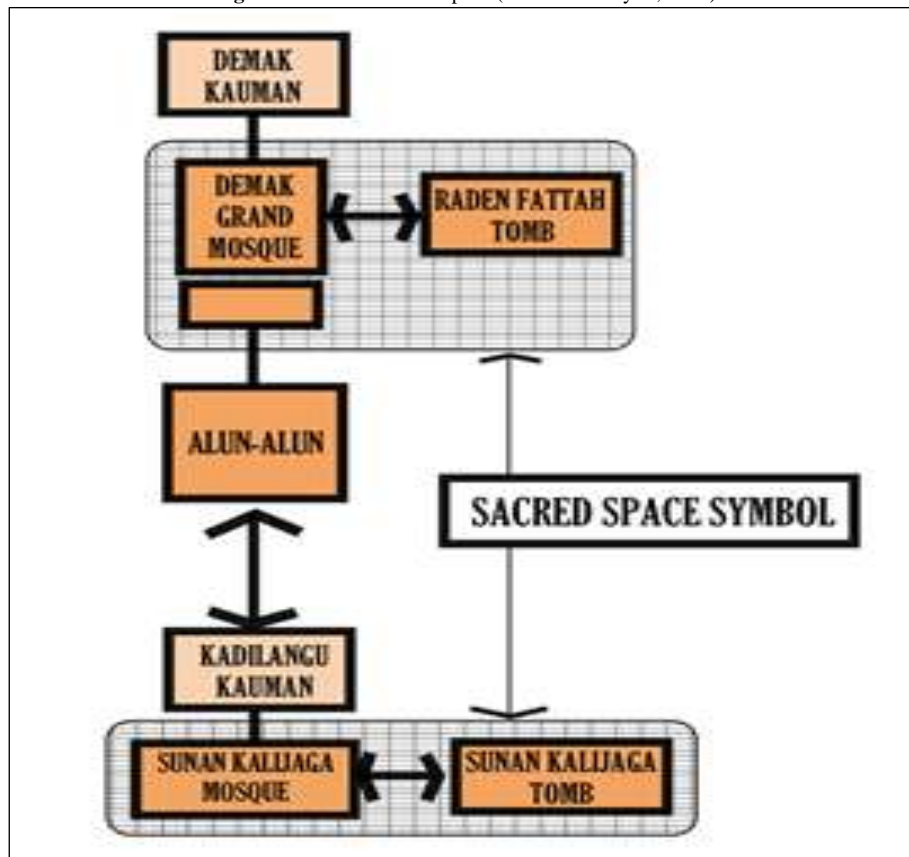 DEMAK
KAUMAN
DEMAK
GRAND
MOSQUE
RADEN FATTAH
TOMB
ALUN-ALUN
SACRED SPACE SYMBOL
KADILANGU
KAUMAN
SUNAN KALIJAGA
MOSQUE
SUNAN KALIJAGA
TOMB